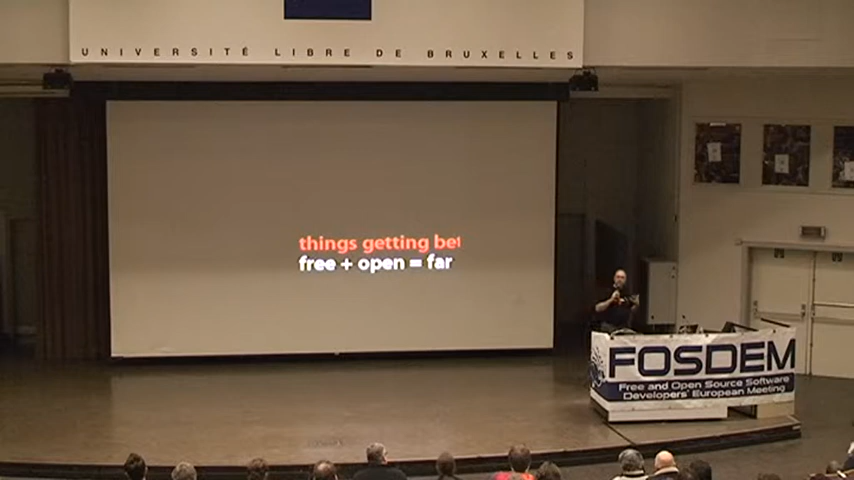 UNIVERSITÉ LIBRE DE BRUXELLES
things getting bet
free + open = far
FOSDEM
Free and Open Source Software
Developers' European Meeting